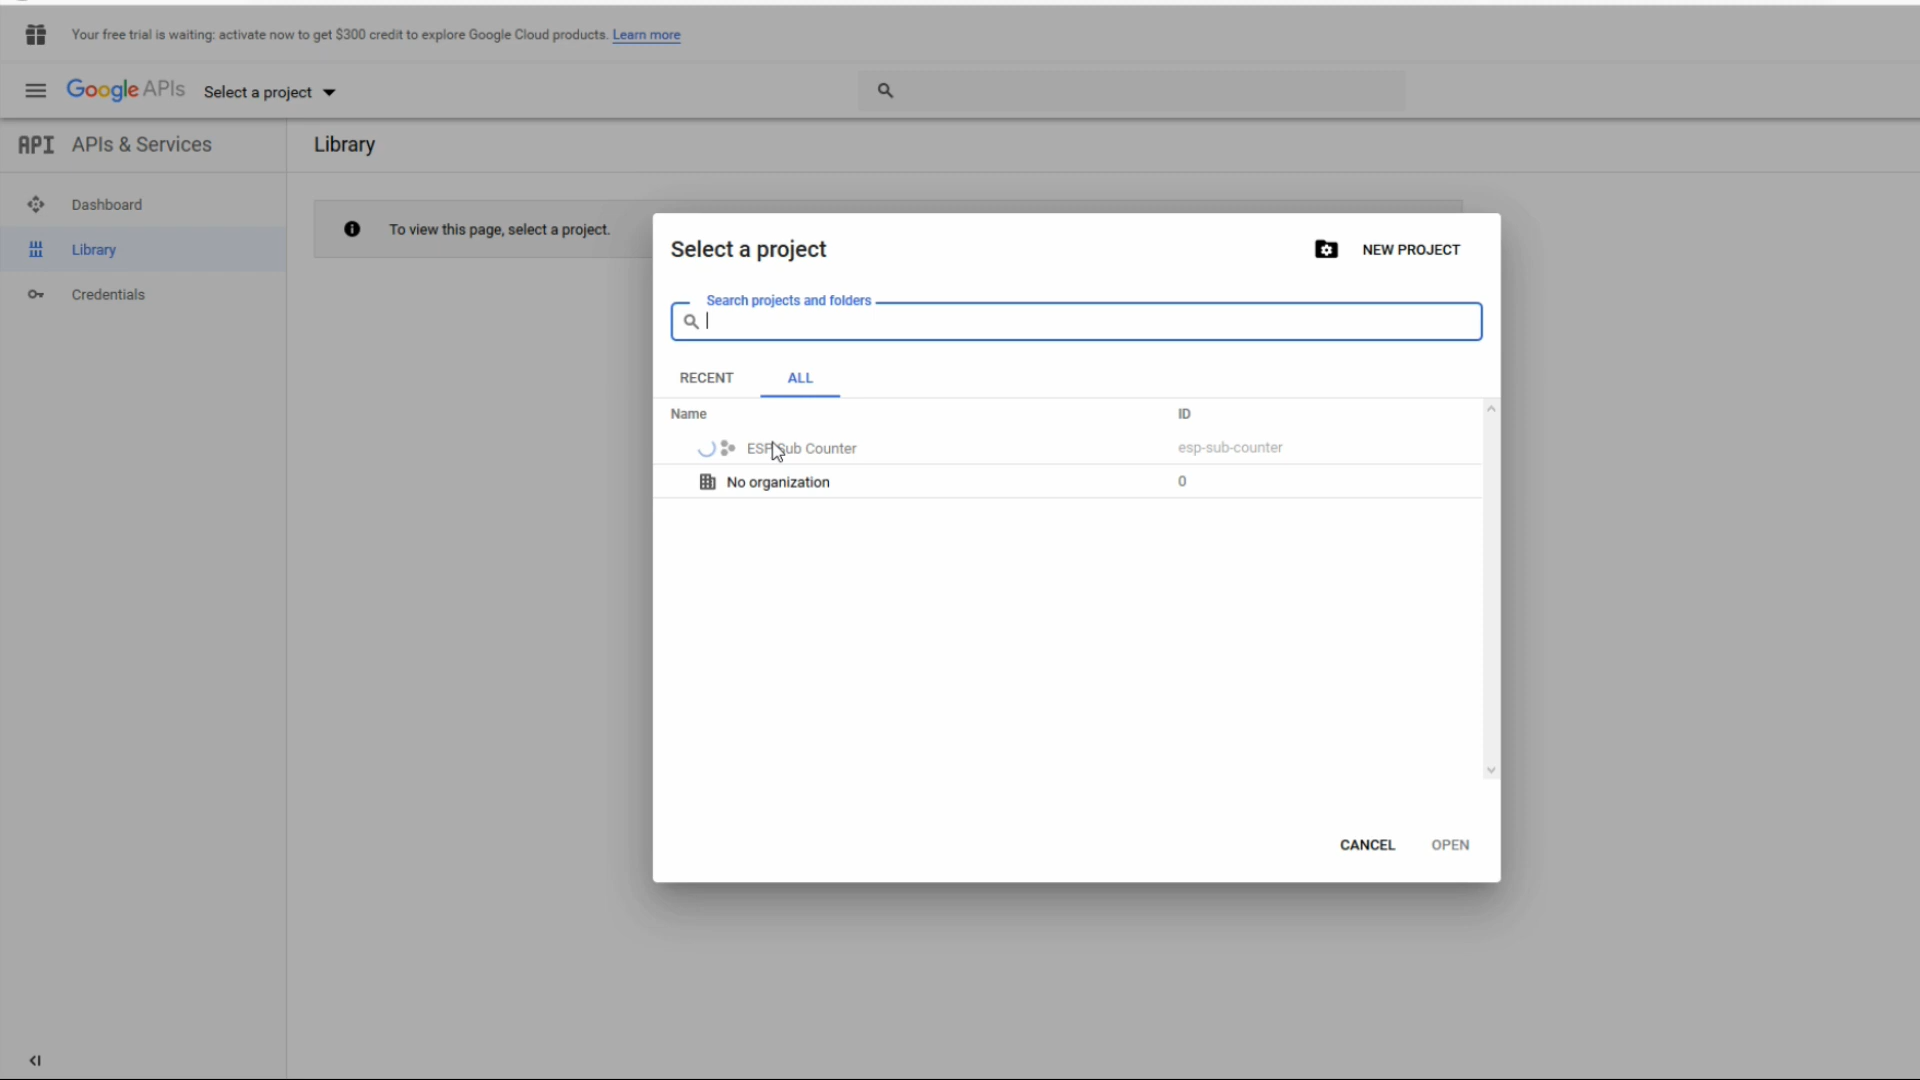 Your free trial is waiting: activate now to get $300 credit to explore Google Cloud products. Learn more
Google APIs Select a project
API APIs & Services
Library
Dashboard
Library
Credentials
To view this page, select a project.
Select a project
NEW PROJECT
Search projects and folders
RECENT ALL
Name ID
ESP Sub Counter esp-sub-counter
No organization 0
CANCEL OPEN